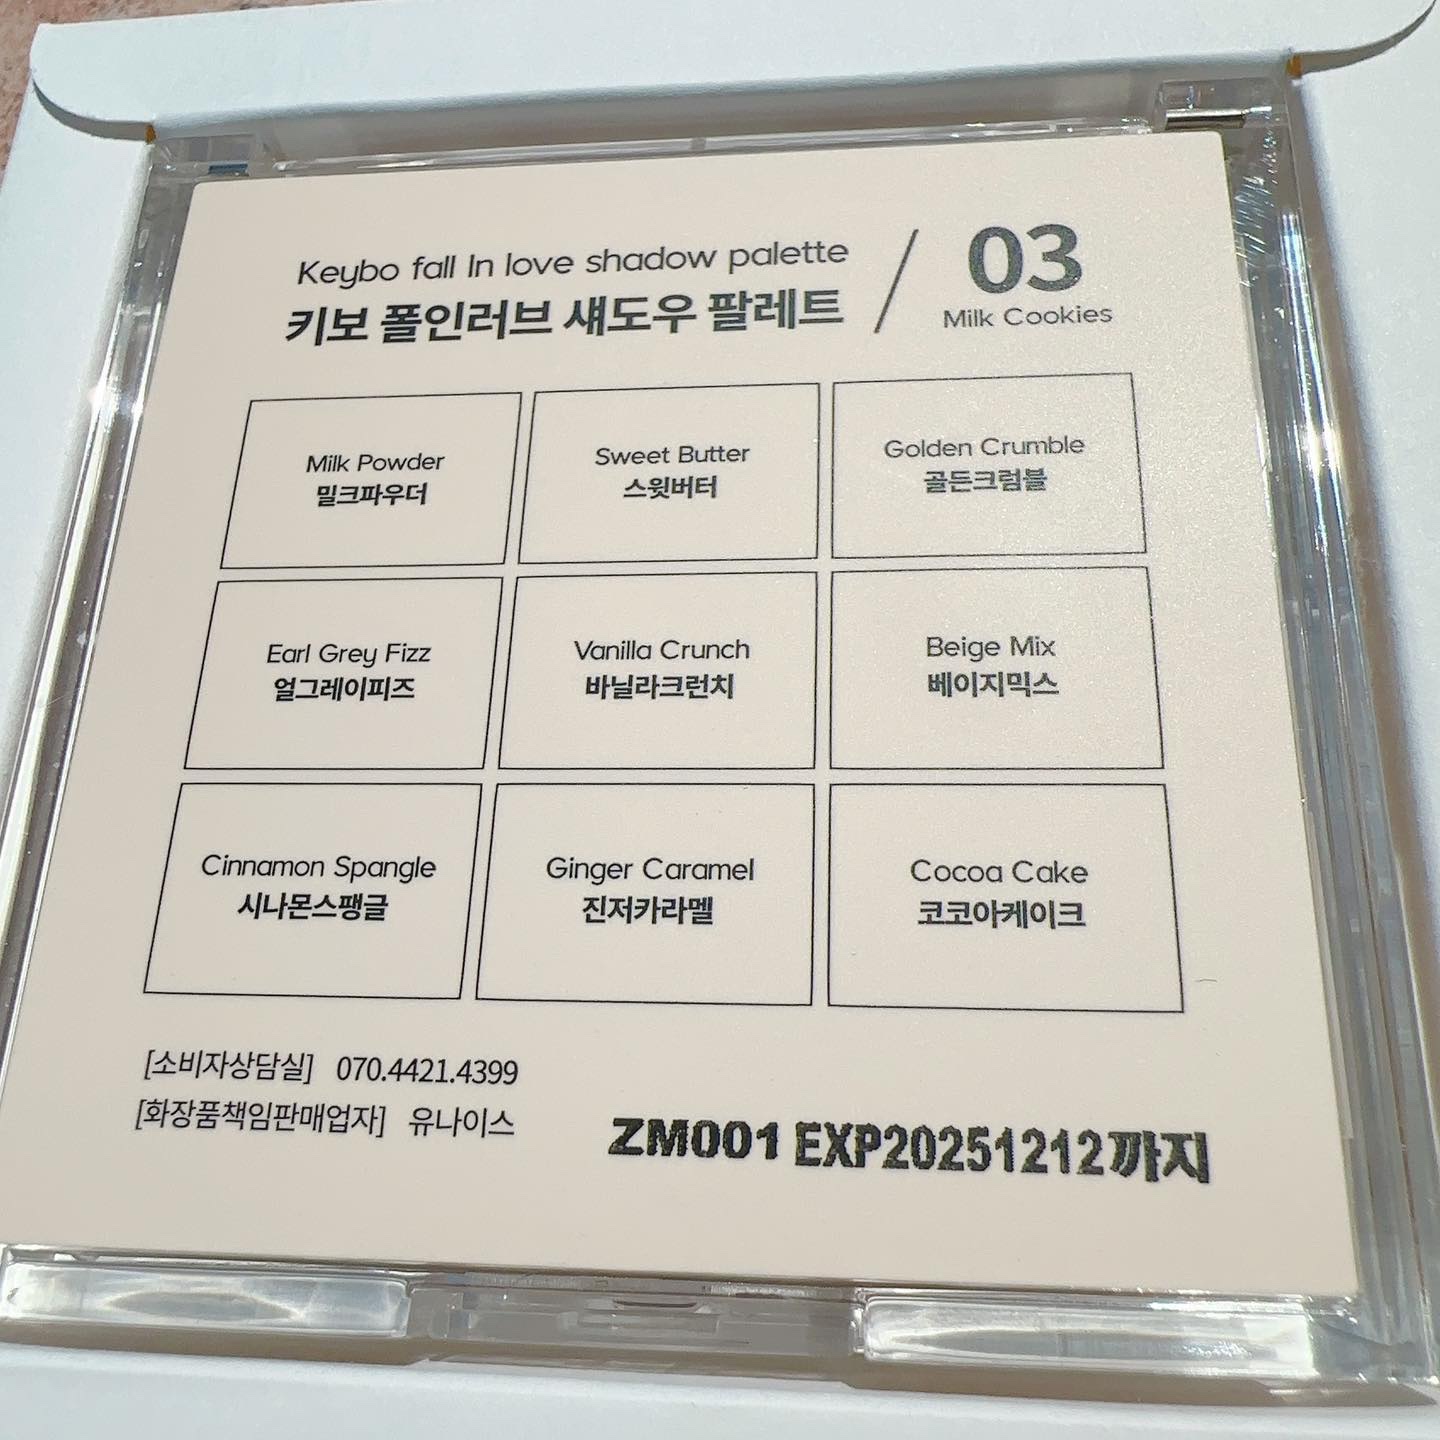 Keybo fall In love shadow palette
키보 폴인러브 섀도우 팔레트
/
03
Milk Cookies
Milk Powder
밀크파우더
Sweet Butter
스윗버터
Golden Crumble
골든크럼블
Earl Grey Fizz
얼그레이피즈
Vanilla Crunch
바닐라크런치
Beige Mix
베이지믹스
Cinnamon Spangle
시나몬스팽글
Ginger Caramel
진저카라멜
Cocoa Cake
코코아케이크
[소비자상담실] 070.4421.4399
[화장품책임판매업자] 유나이스
ZM001 EXP20251212까지